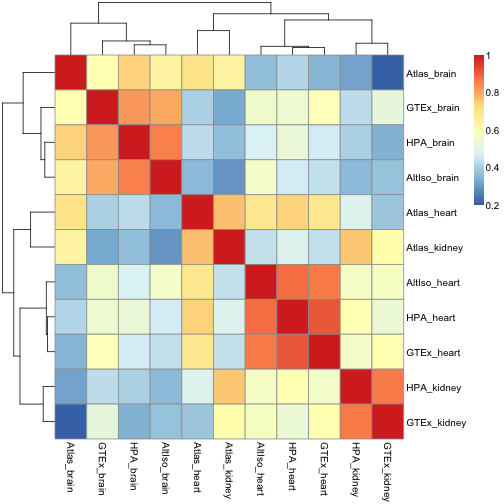 1
0.8
0.6
0.4
0.2
Atlas_brain
GTEx_brain
HPA_brain
AltIso_brain
Atlas_heart
Atlas_kidney
AltIso_heart
HPA_heart
GTEx_heart
HPA_kidney
GTEx_kidney
Atlas_brain
GTEx_brain
HPA_brain
AltIso_brain
Atlas_heart
Atlas_kidney
AltIso_heart
HPA_heart
GTEx_heart
HPA_kidney
GTEx_kidney